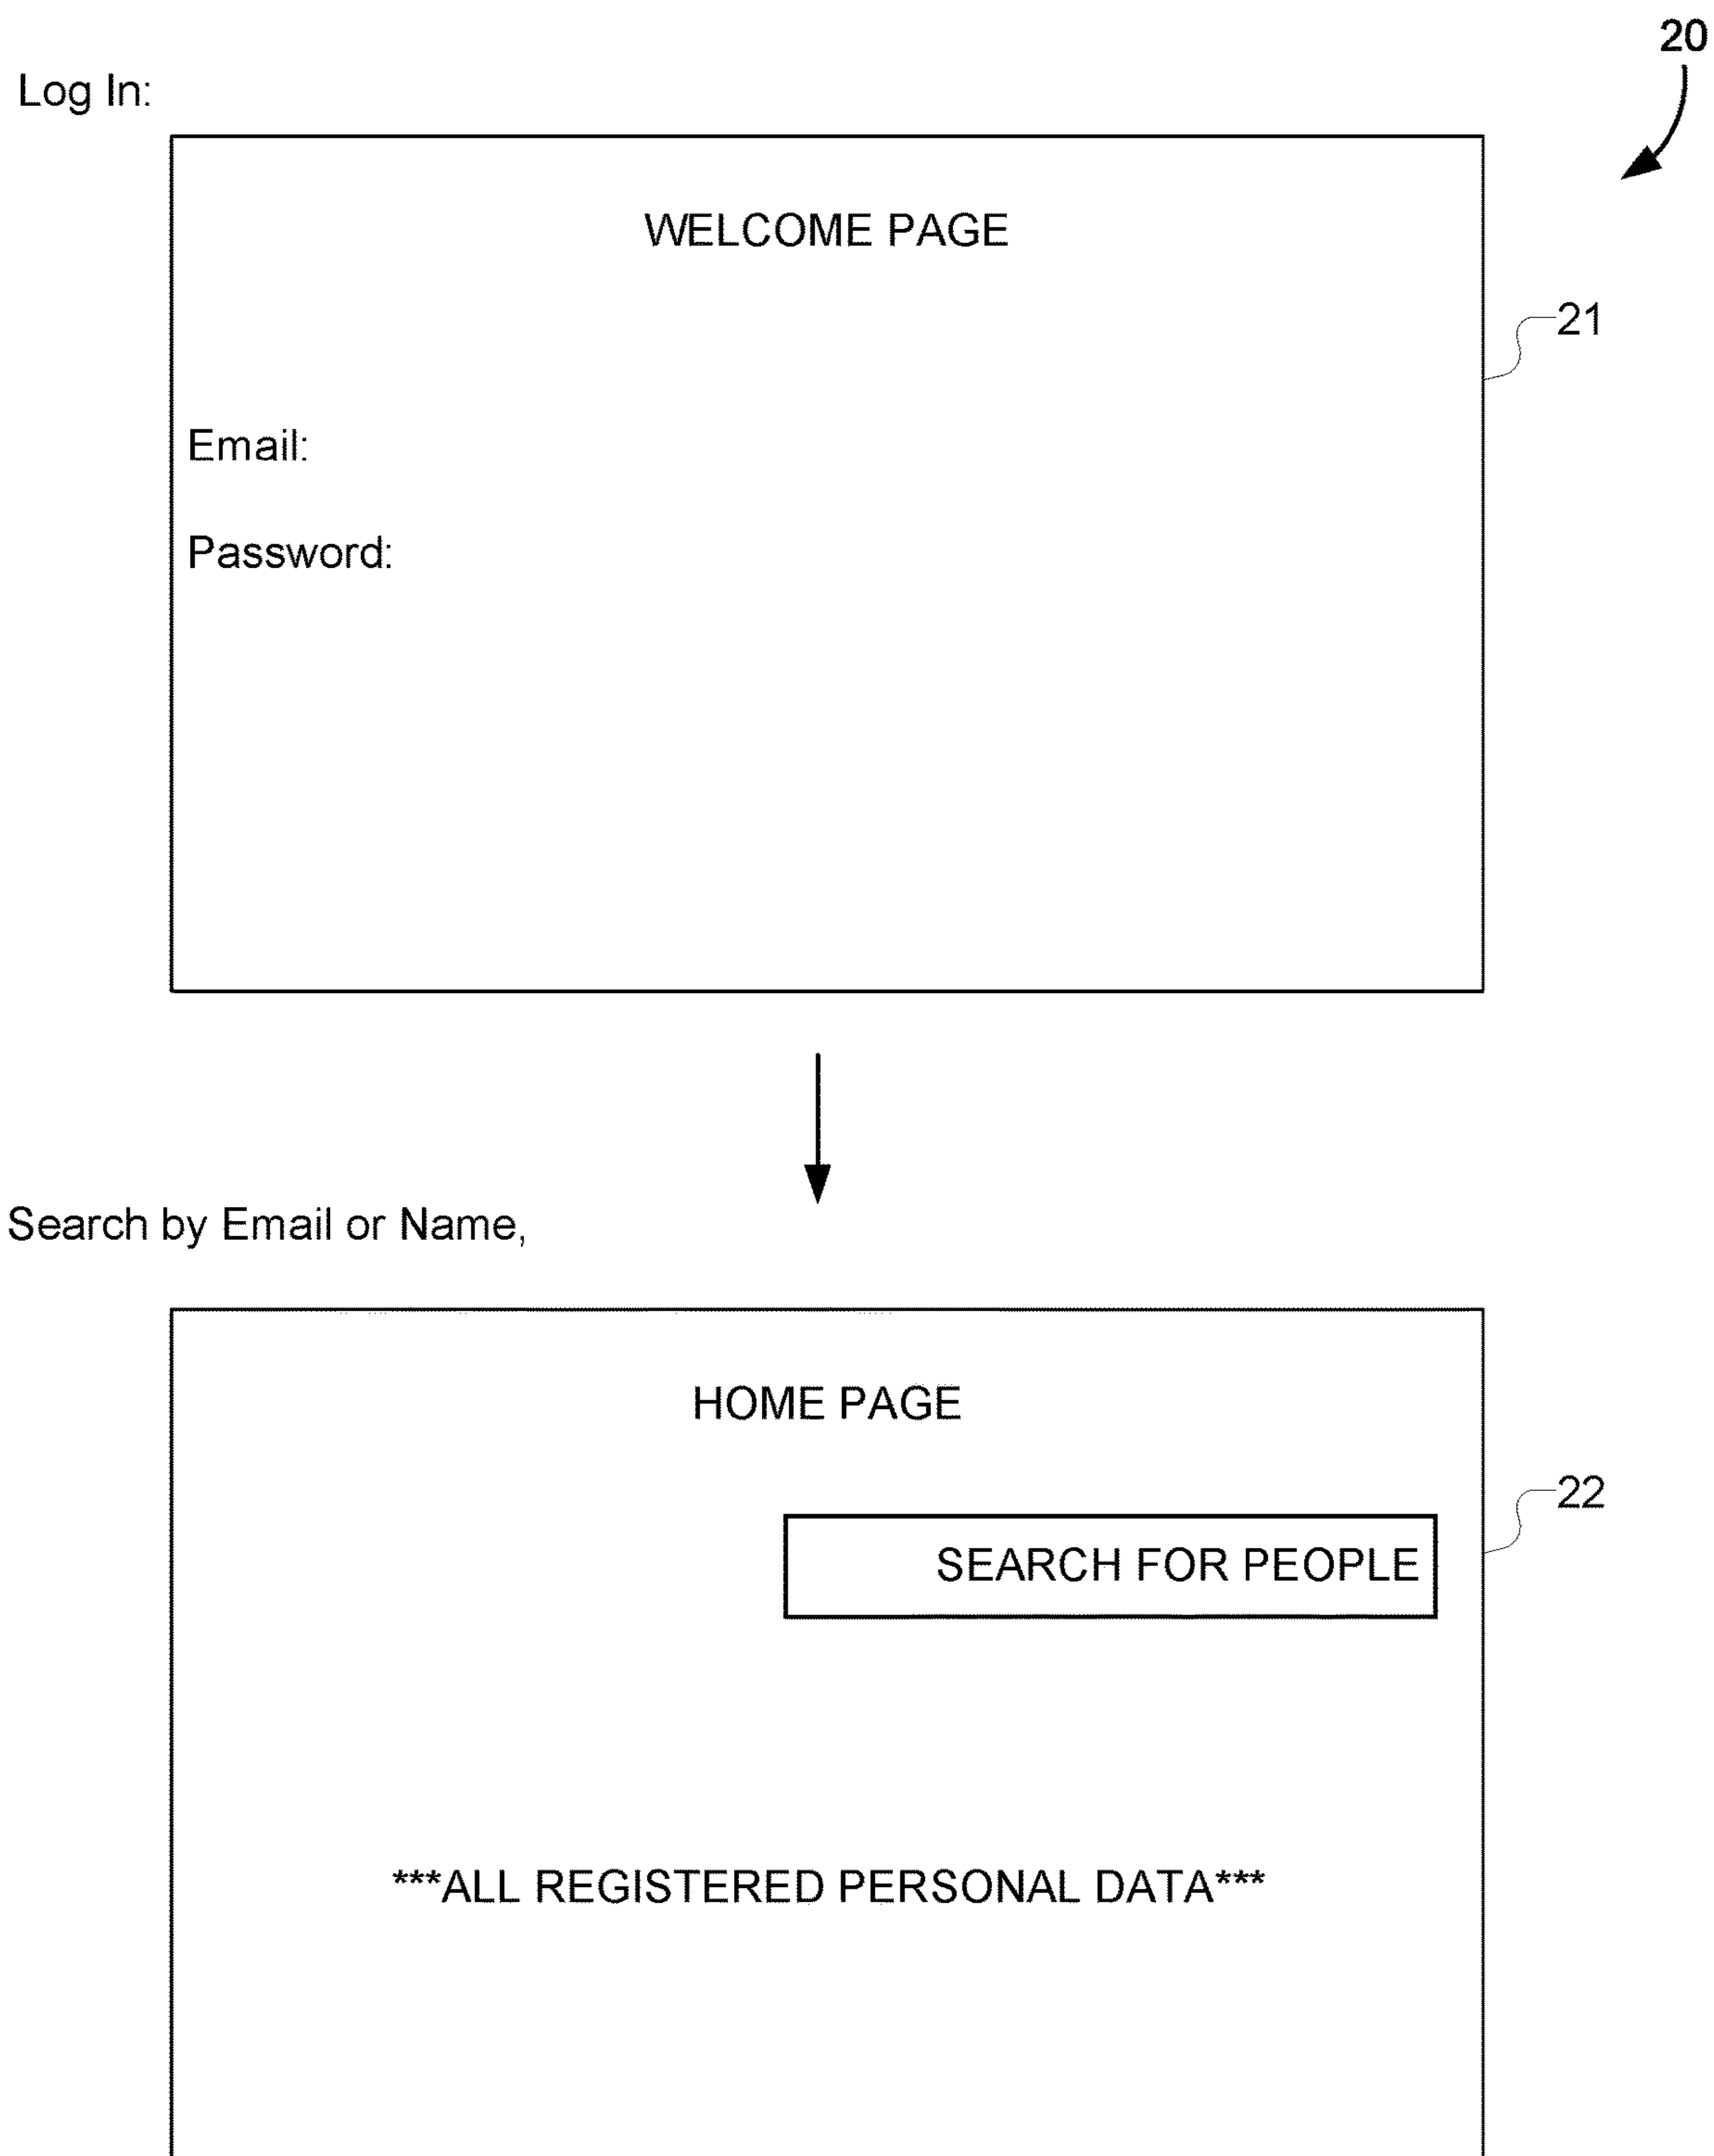 20
Log In:
WELCOME PAGE
21
Email:
Password:
Search by Email or Name,
HOME PAGE
22
SEARCH FOR PEOPLE
***ALL REGISTERED PERSONAL DATA***